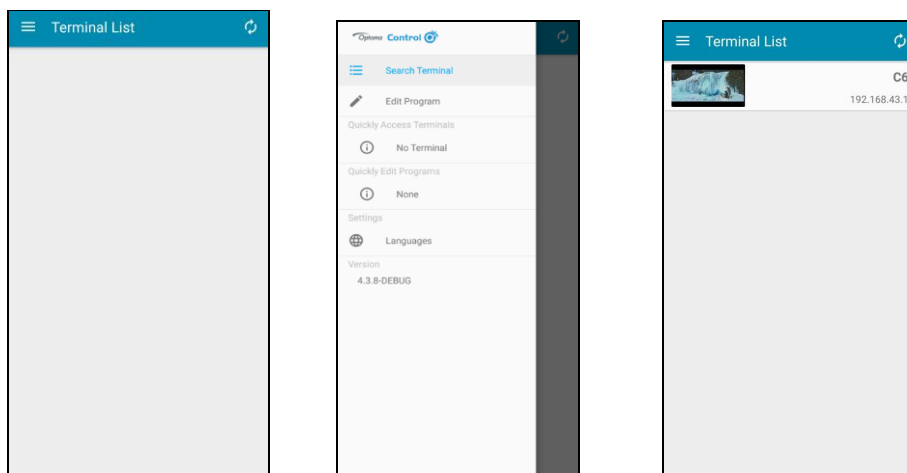 Terminal List
Optoma Control
Search Terminal
Edit Program
Quickly Access Terminals
No Terminal
Quickly Edit Programs
None
Settings
Languages
Version
4.3.8-DEBUG
Terminal List
C6
192.168.43.1